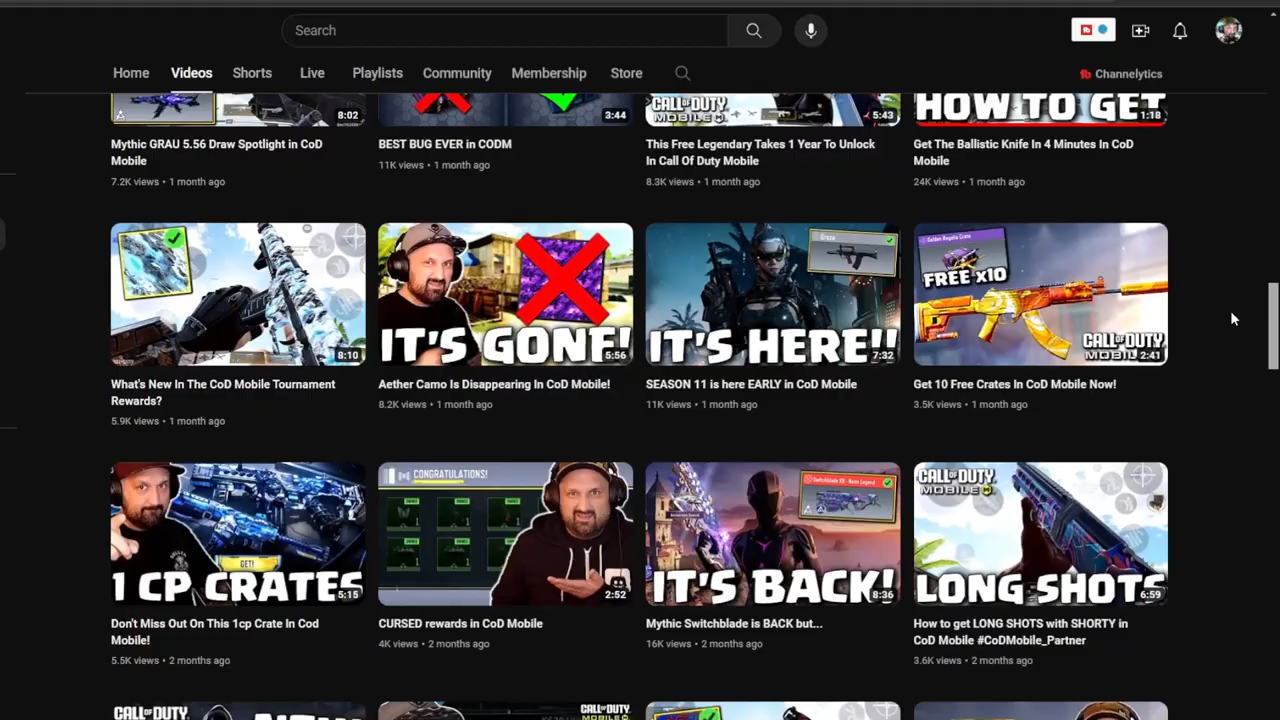 Search
Home
Videos
Shorts
Live
Playlists
Community
Membership
Store
Channelytics
8:02
3:44
CALL OF DUTY
MOBILE
5:43
HOW TO GET
1:18
Mythic GRAU 5.56 Draw Spotlight in CoD
Mobile
7.2K views • 1 month ago
BEST BUG EVER in CODM
11K views • 1 month ago
This Free Legendary Takes 1 Year To Unlock
In Call Of Duty Mobile
8.3K views • 1 month ago
Get The Ballistic Knife In 4 Minutes In CoD
Mobile
24K views • 1 month ago
8:10
IT'S GONE!
5:56
IT'S HERE!!
7:32
Golden Regalia Crate
FREE x10
CALL OF DUTY
2:41
What's New In The CoD Mobile Tournament
Rewards?
5.9K views • 1 month ago
Aether Camo Is Disappearing In CoD Mobile!
8.2K views • 1 month ago
SEASON 11 is here EARLY in CoD Mobile
11K views • 1 month ago
Get 10 Free Crates In CoD Mobile Now!
3.5K views • 1 month ago
GET!
1 CP CRATES
5:15
CONGRATULATIONS!
2:52
IT'S BACK!
8:36
CALL OF DUTY
MOBILE
LONG SHOTS
6:59
Don't Miss Out On This 1cp Crate In Cod
Mobile!
5.5K views • 2 months ago
CURSED rewards in CoD Mobile
4K views • 2 months ago
Mythic Switchblade is BACK but...
16K views • 2 months ago
How to get LONG SHOTS with SHORTY in
CoD Mobile #CoDMobile_Partner
3.6K views • 2 months ago
CALL OF DUTY
CALL OF DUTY